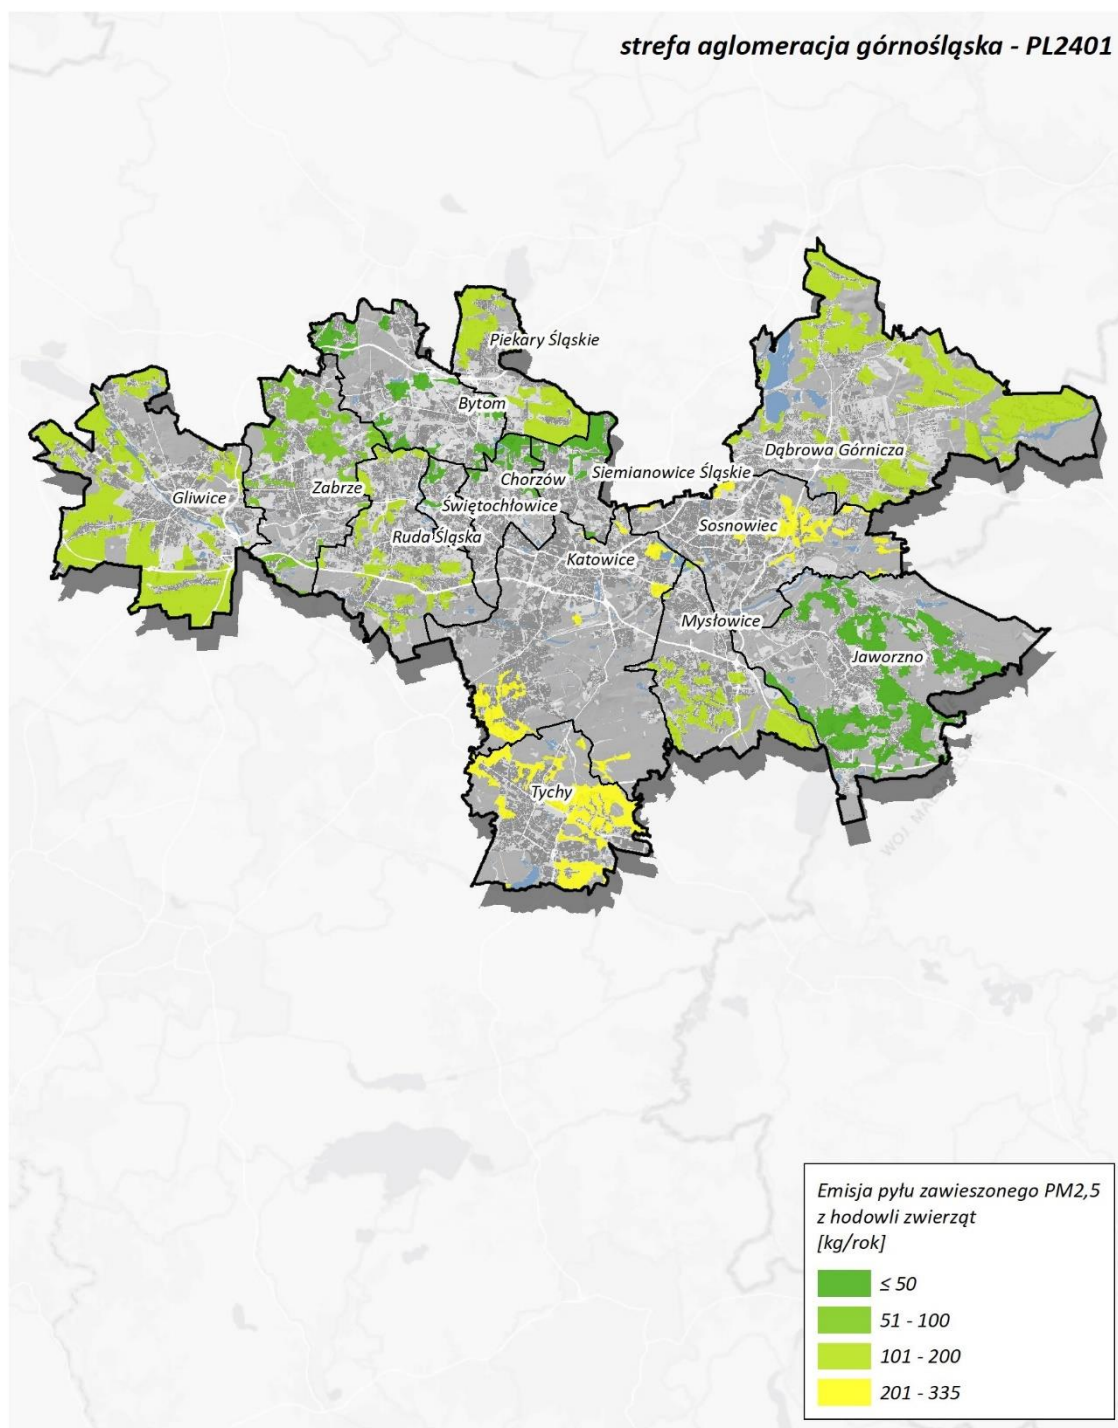 strefa aglomeracja górnośląska - PL2401
Piekary Śląskie
Bytom
Dąbrowa Górnicza
Siemianowice Śląskie
Chorzów
Zabrze
Gliwice
Świętochłowice
Sosnowiec
Ruda Śląska
Katowice
Mysłowice
Jaworzno
Tychy
Emisja pyłu zawieszonego PM2,5
z hodowli zwierząt
[kg/rok]
≤ 50
51 - 100
101 - 200
201 - 335